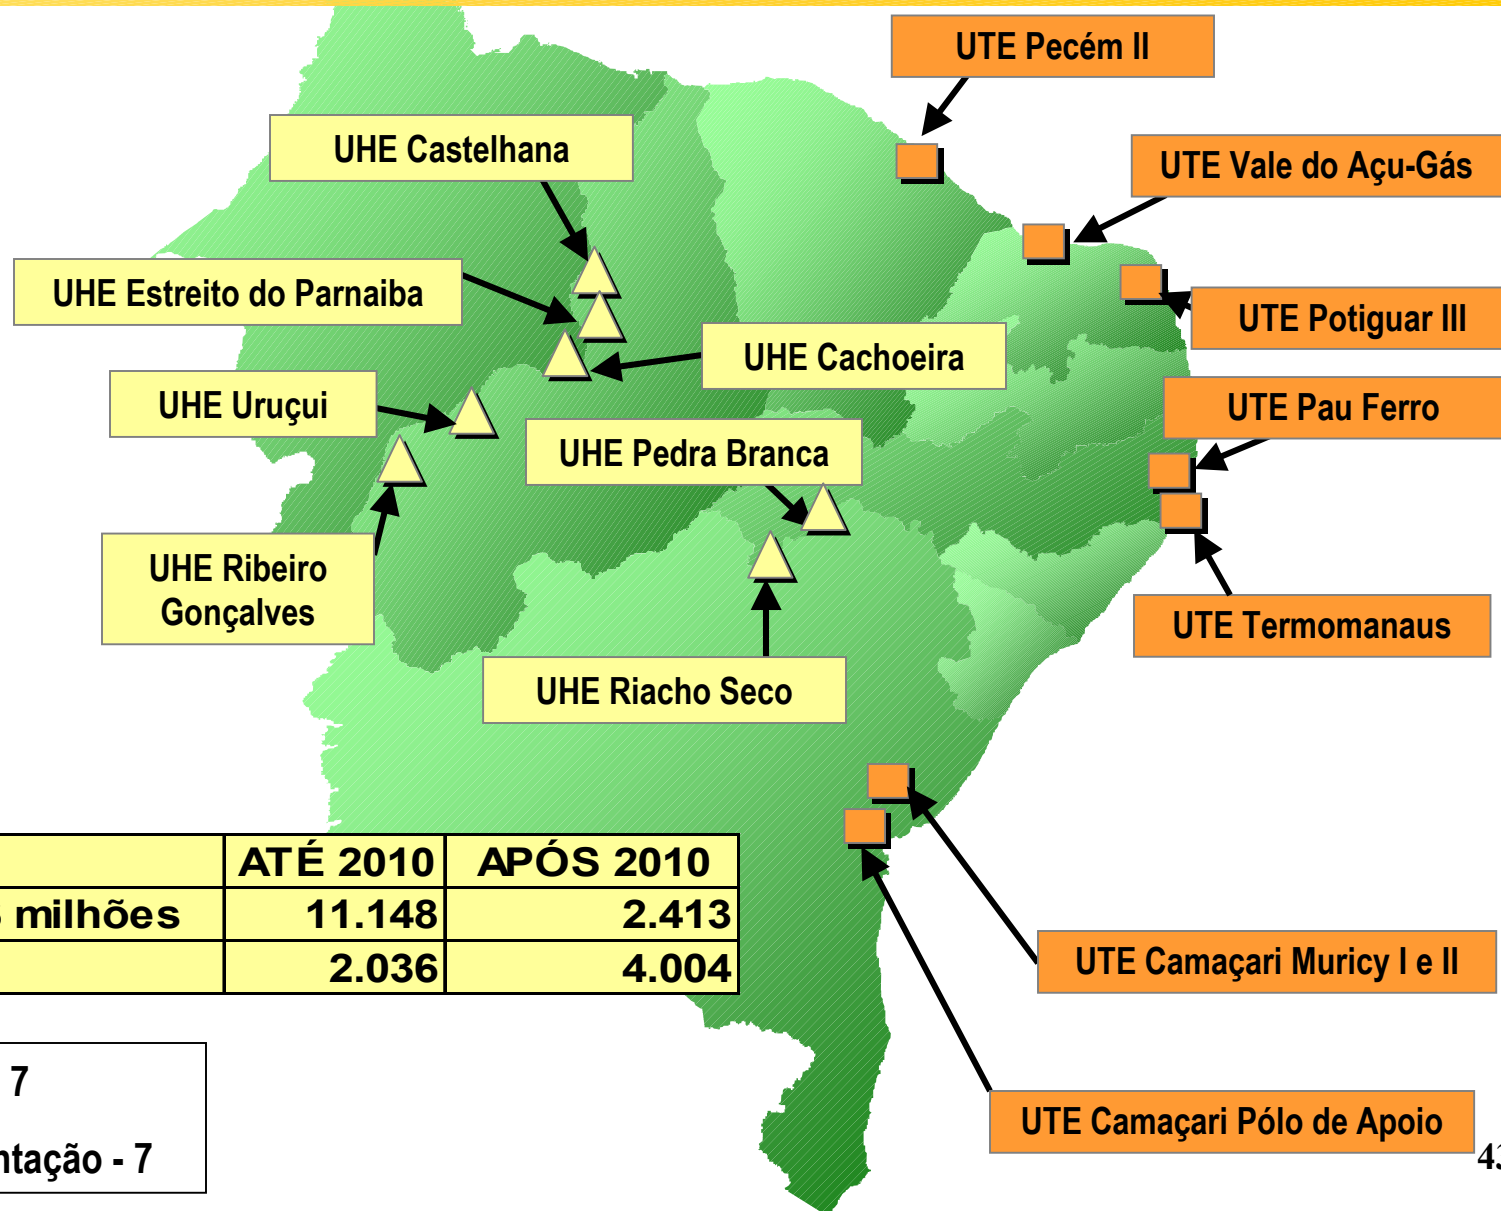 UTE Pecém II
UHE Castelhana
UTE Vale do Açu-Gás
UHE Estreito do Parnaiba
UTE Potiguar III
UHE Cachoeira
UHE Uruçui
UTE Pau Ferro
UHE Pedra Branca
UHE Ribeiro
Gonçalves
UTE Termomanaus
UHE Riacho Seco
ATÉ 2010 APÓS 2010
milhões 11.148 2.413
2.036 4.004
UTE Camaçari Muricy I e II
7
ntação - 7
UTE Camaçari Pólo de Apoio
43